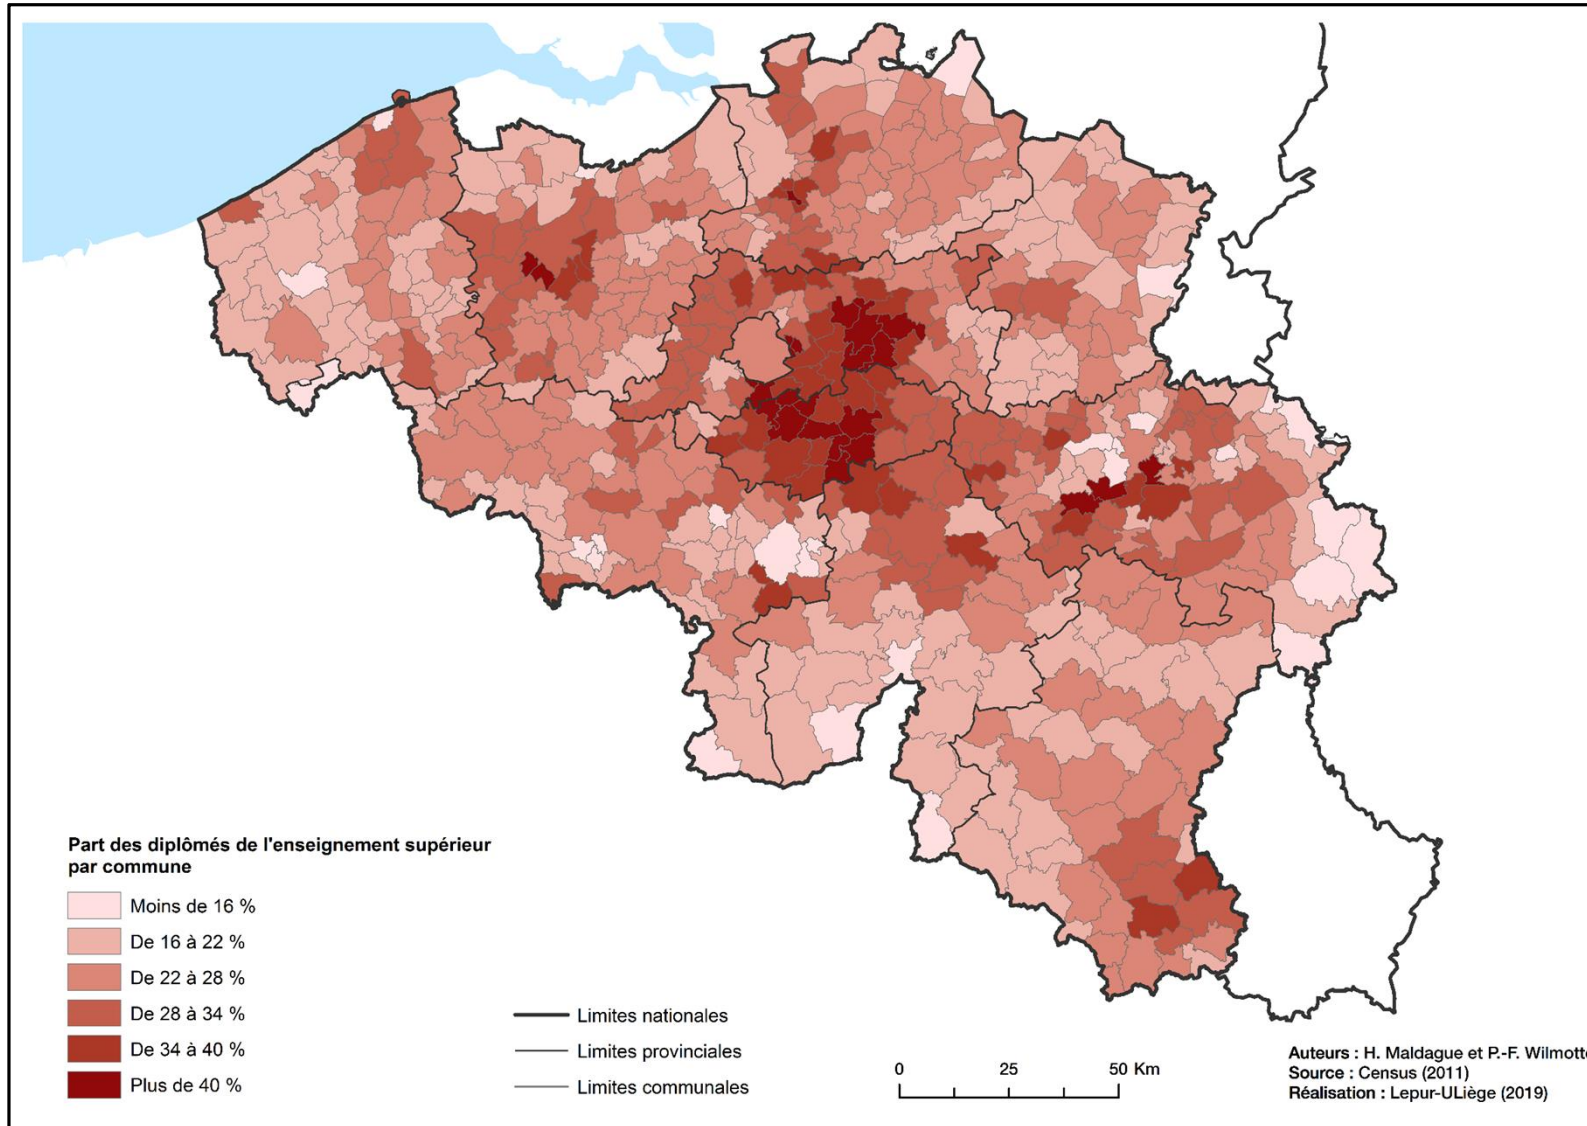 Part des diplômés de l'enseignement supérieur
par commune
Moins de 16 %
De 16 à 22 %
De 22 à 28 %
De 28 à 34 %
De 34 à 40 %
Plus de 40 %
Limites nationales
Limites provinciales
Limites communales
0 25 50 Km
Auteurs : H. Maldague et P.-F. Wilmotte
Source : Census (2011)
Réalisation : Lepur-ULiège (2019)